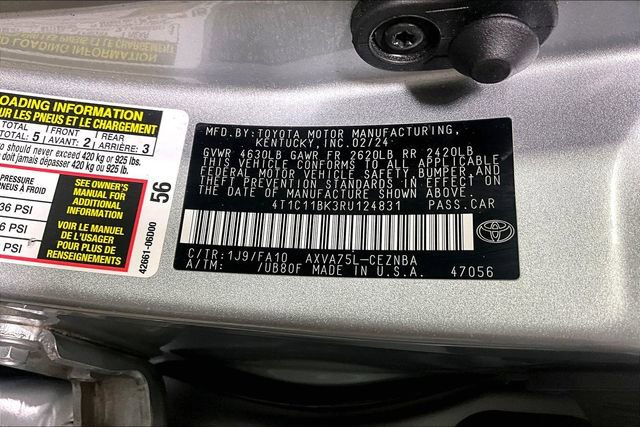 LOADING INFORMATION
SUR LES PNEUS ET LE CHARGEMENT
TOTAL : 5
FRONT
AVANT : 2
REAR
ARRIÈRE : 3
should never exceed 420 kg or 925 lbs.
doit jamais dépasser 420 kg ou 925 lb.
PRESSURE
PNEUS À FROID
36 PSI
6 PSI
PSI
SEE OWNER'S
MANUAL FOR
ADDITIONAL
INFORMATION
VOIR LE MANUEL
DE L'USAGER
POUR PLUS DE
RENSEIGNEMENTS
56
42661-06D00
MFD.BY:TOYOTA MOTOR MANUFACTURING,
KENTUCKY,INC.02/24
GVWR 4630LB GAWR FR 2620LB RR 2420LB
THIS VEHICLE CONFORMS TO ALL APPLICABLE
FEDERAL MOTOR VEHICLE SAFETY,BUMPER AND
THEFT PREVENTION STANDARDS IN EFFECT
ON THE DATE OF MANUFACTURE SHOWN ABOVE.
4T1C11BK3RU124831 PASS.CAR
C/TR:1J9/FA10 AXVA75L-CEZNBA
A/TM: /UB80F MADE IN U.S.A. 47056